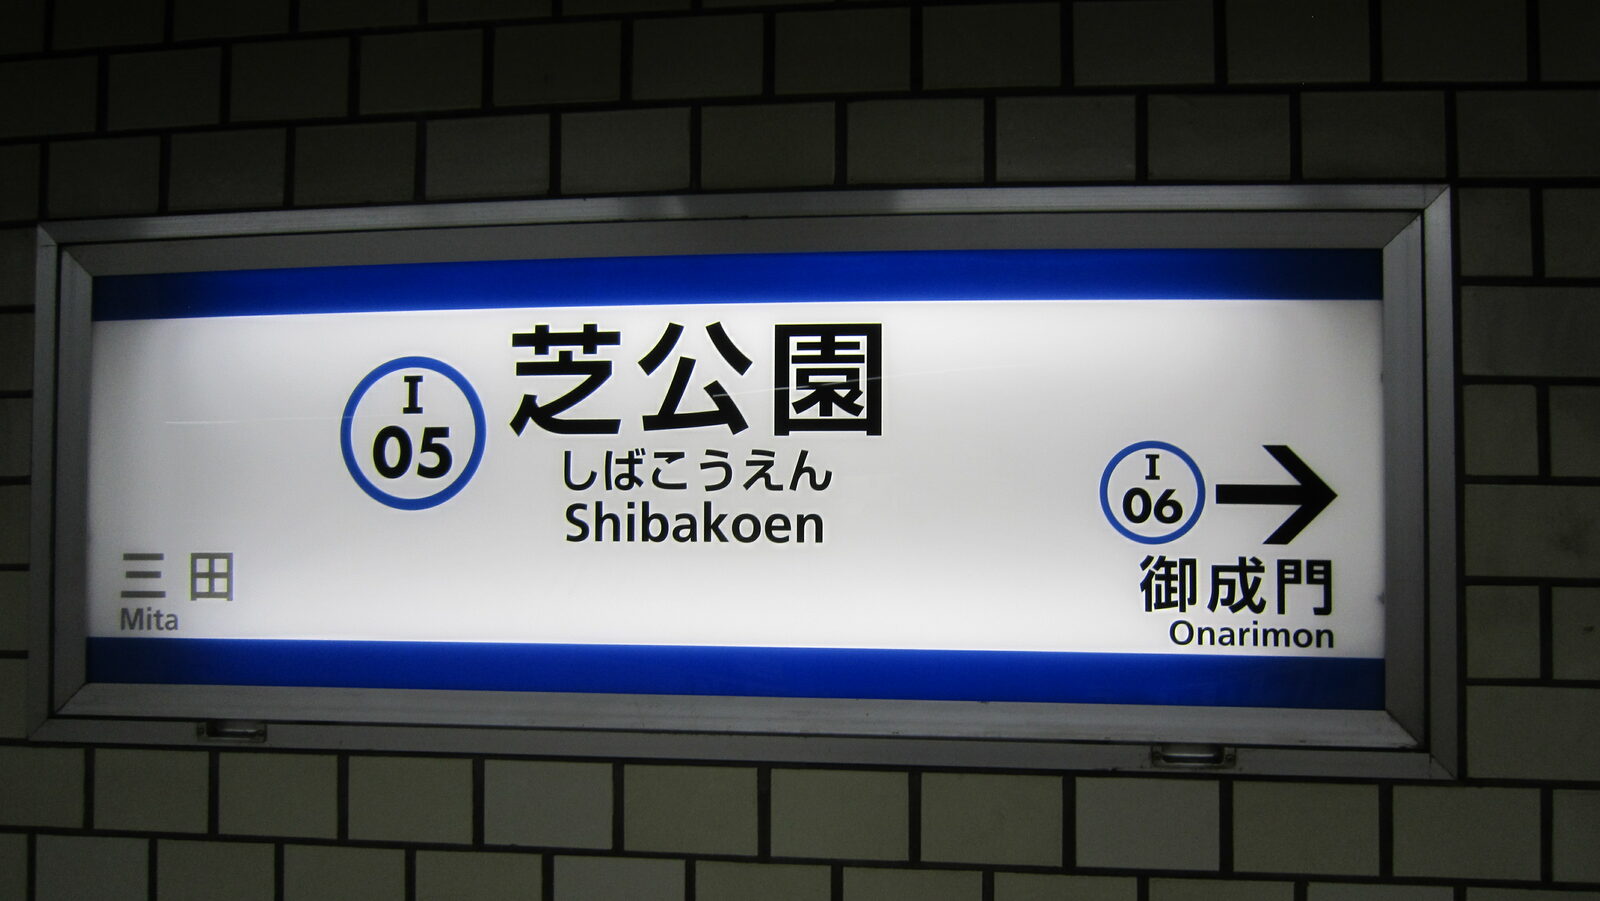 I
05
芝公園
しばこうえん
Shibakoen
三田
Mita
I
06
→
御成門
Onarimon